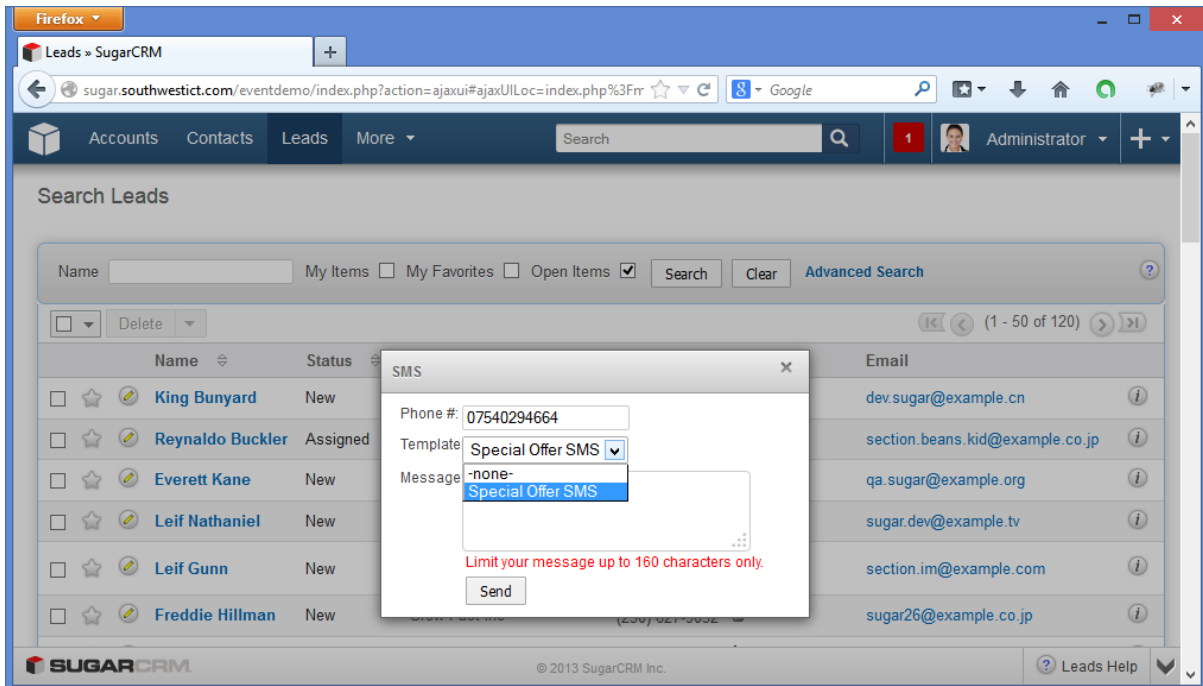 Firefox
Leads » SugarCRM
sugar.southwestict.com/eventdemo/index.php?action=ajaxui#ajaxUILoc=index.php%3Fm
8 Google
Accounts Contacts Leads More Search 1 Administrator
Search Leads
Name My Items My Favorites Open Items Search Clear Advanced Search
Delete (1 - 50 of 120)
Name Status Email
SMS
King Bunyard New dev.sugar@example.cn
Phone #: 07540294664
Reynaldo Buckler Assigned section.beans.kid@example.co.jp
Template Special Offer SMS
Message -none-
Special Offer SMS
Everett Kane New qa.sugar@example.org
Leif Nathaniel New sugar.dev@example.tv
Limit your message up to 160 characters only.
Leif Gunn New section.im@example.com
Send
Freddie Hillman New sugar26@example.co.jp
SUGARCRM © 2013 SugarCRM Inc. Leads Help